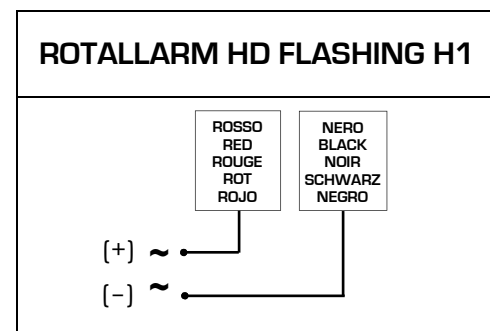 ROTALLARM HD FLASHING H1
ROSSO
RED
ROUGE
ROT
ROJO
NERO
BLACK
NOIR
SCHWARZ
NEGRO
(+) ~
(-) ~